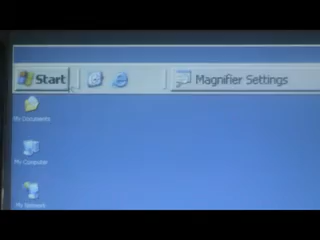 Start
Magnifier Settings
My Documents
My Computer
My Network